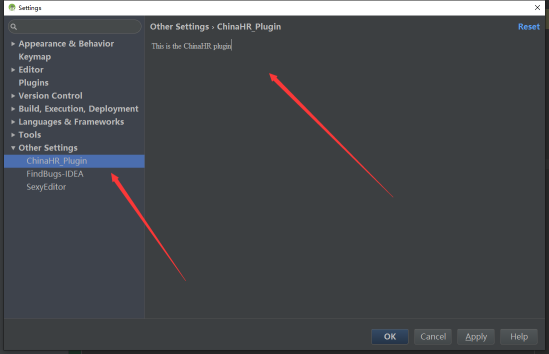 Settings
Other Settings › ChinaHR_Plugin
Reset
This is the ChinaHR plugin
Appearance & Behavior
Keymap
Editor
Plugins
Version Control
Build, Execution, Deployment
Languages & Frameworks
Tools
Other Settings
ChinaHR_Plugin
FindBugs-IDEA
SexyEditor
OK
Cancel
Apply
Help